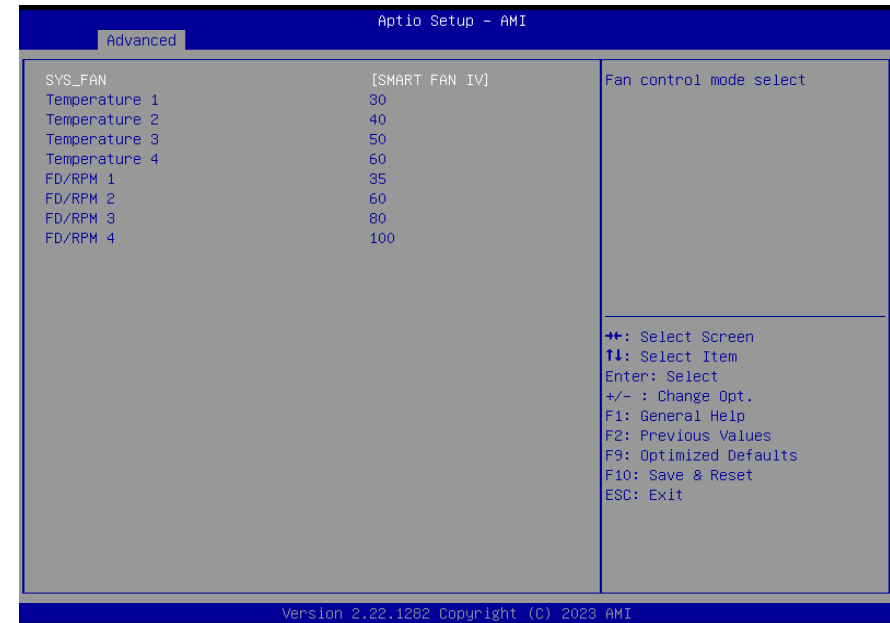 Aptio Setup - AMI
Advanced
SYS_FAN [SMART FAN IV]
Temperature 1 30
Temperature 2 40
Temperature 3 50
Temperature 4 60
FD/RPM 1 35
FD/RPM 2 60
FD/RPM 3 80
FD/RPM 4 100
Fan control mode select
→←: Select Screen
↑↓: Select Item
Enter: Select
+/- : Change Opt.
F1: General Help
F2: Previous Values
F9: Optimized Defaults
F10: Save & Reset
ESC: Exit
Version 2.22.1282 Copyright (C) 2023 AMI